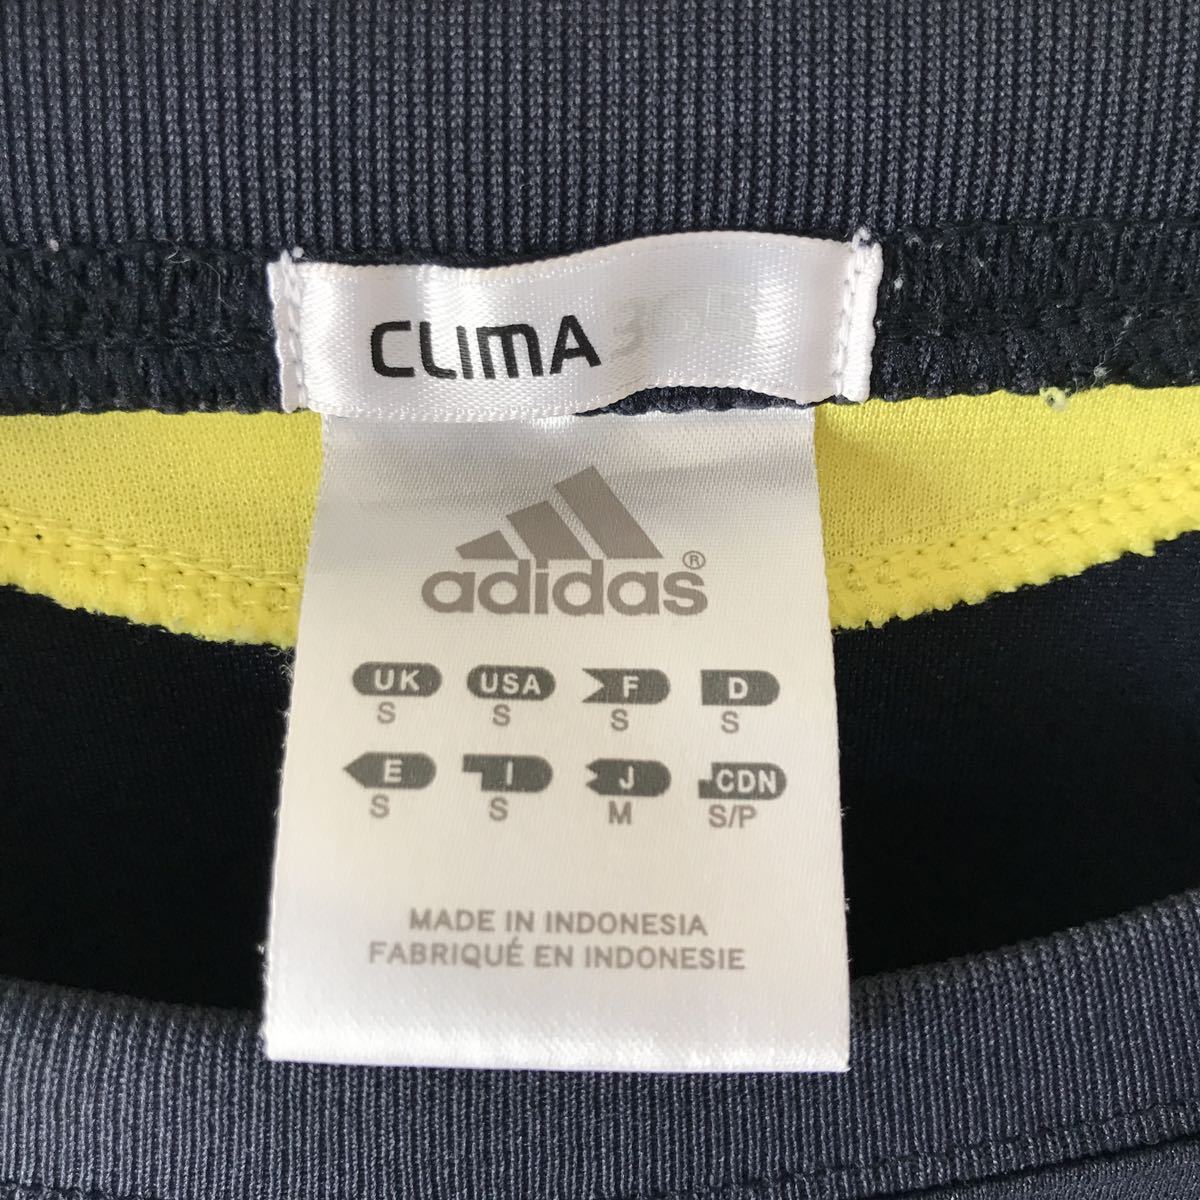 CLIMA
adidas®
UK USA F D
S S S S
E I J CDN
S S M S/P
MADE IN INDONESIA
FABRIQUÉ EN INDONESIE